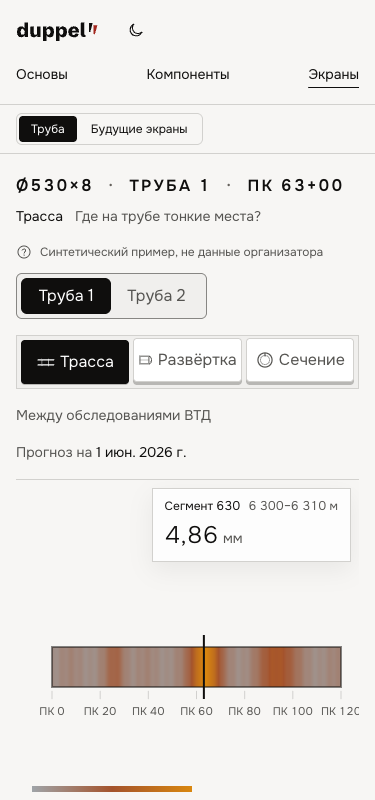 duppel
Основы Компоненты Экраны
Труба Будущие экраны
Ø530×8 · ТРУБА 1 · ПК 63+00
Трасса Где на трубе тонкие места?
? Синтетический пример, не данные организатора
Труба 1 Труба 2
Трасса Развёртка Сечение
Между обследованиями ВТД
Прогноз на 1 июн. 2026 г.
Сегмент 630 6 300–6 310 м
4,86 мм
ПК 0 ПК 20 ПК 40 ПК 60 ПК 80 ПК 100 ПК 120